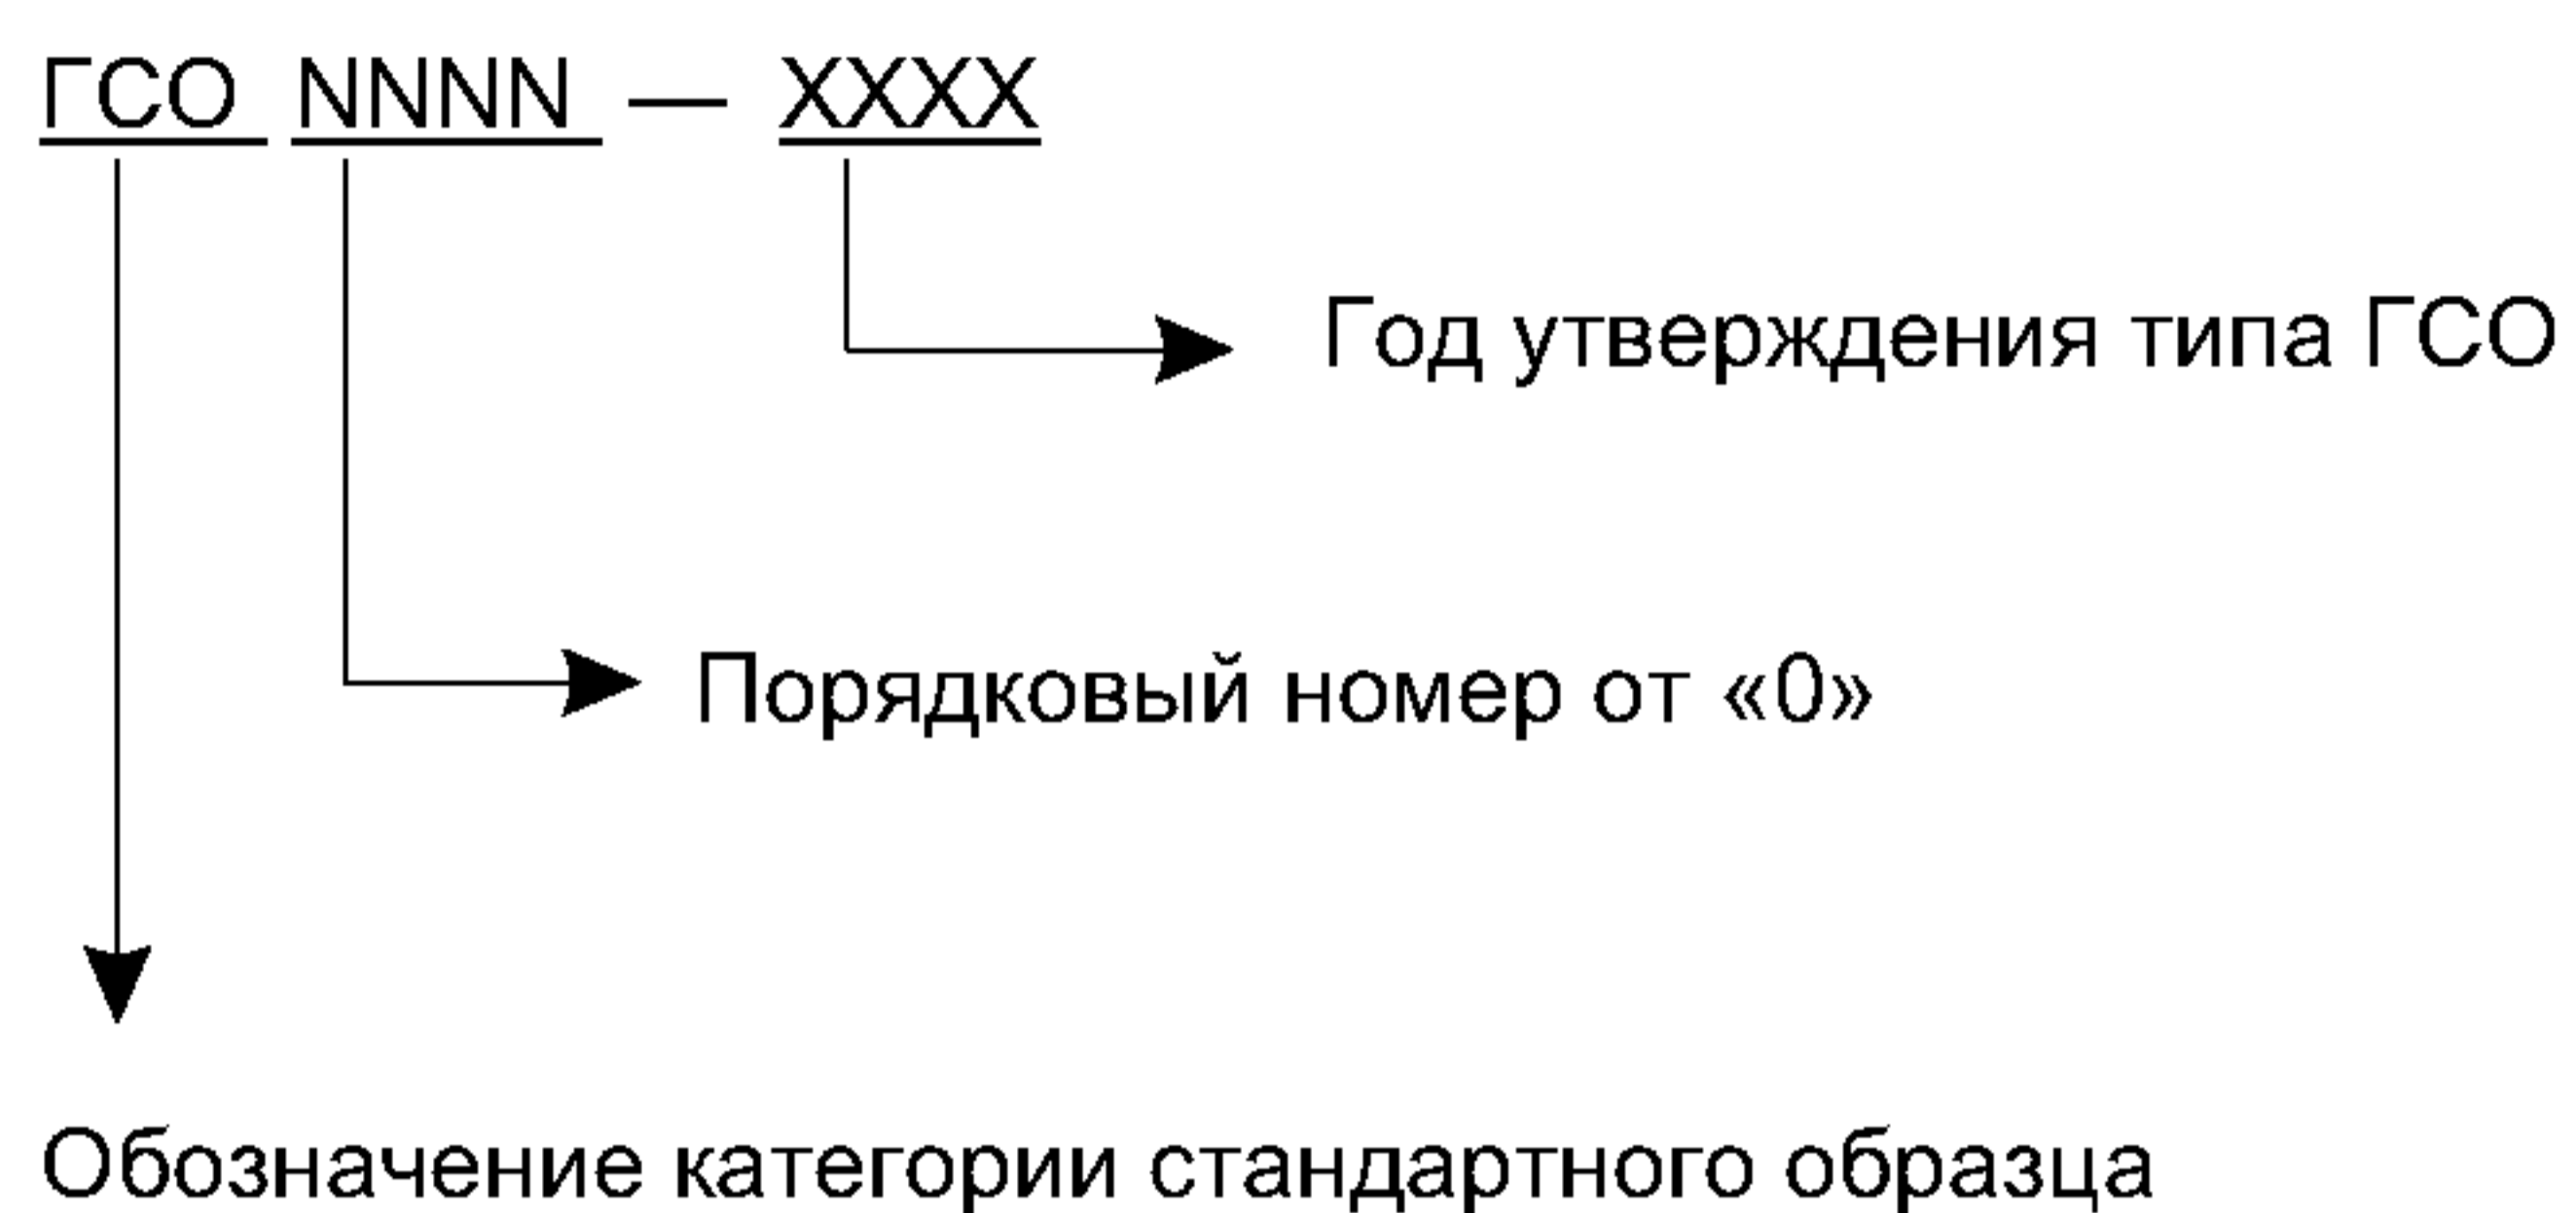 ГСО NNNN — XXXX
Год утверждения типа ГСО
Порядковый номер от «0»
Обозначение категории стандартного образца